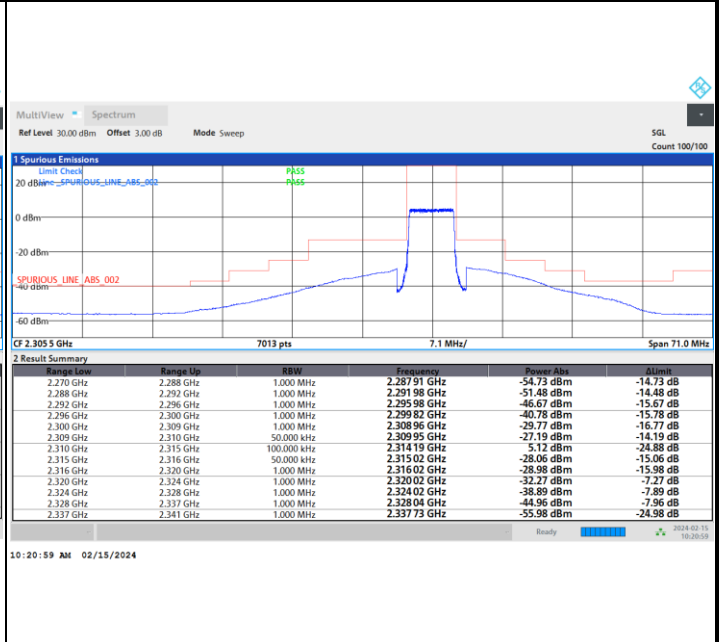 MultiView Spectrum
Ref Level 30.00 dBm Offset 3.00 dB Mode Sweep SGL
Count 100/100
1 Spurious Emissions
Limit Check PASS
20 dBm Line _SPURIOUS_LINE_ABS_002 PASS
0 dBm
-20 dBm
_SPURIOUS_LINE_ABS_002
-40 dBm
-60 dBm
CF 2.305 5 GHz 7013 pts 7.1 MHz/ Span 71.0 MHz
2 Result Summary
Range Low Range Up RBW Frequency Power Abs ΔLimit
2.270 GHz 2.288 GHz 1.000 MHz 2.287 91 GHz -54.73 dBm -14.73 dB
2.288 GHz 2.292 GHz 1.000 MHz 2.291 98 GHz -51.48 dBm -14.48 dB
2.292 GHz 2.296 GHz 1.000 MHz 2.295 98 GHz -46.67 dBm -15.67 dB
2.296 GHz 2.300 GHz 1.000 MHz 2.299 82 GHz -40.78 dBm -15.78 dB
2.300 GHz 2.309 GHz 1.000 MHz 2.308 96 GHz -29.77 dBm -16.77 dB
2.309 GHz 2.310 GHz 50.000 kHz 2.309 95 GHz -27.19 dBm -14.19 dB
2.310 GHz 2.315 GHz 100.000 kHz 2.314 19 GHz 5.12 dBm -24.88 dB
2.315 GHz 2.316 GHz 50.000 kHz 2.315 02 GHz -28.06 dBm -15.06 dB
2.316 GHz 2.320 GHz 1.000 MHz 2.316 02 GHz -28.98 dBm -15.98 dB
2.320 GHz 2.324 GHz 1.000 MHz 2.320 02 GHz -32.27 dBm -7.27 dB
2.324 GHz 2.328 GHz 1.000 MHz 2.324 02 GHz -38.89 dBm -7.89 dB
2.328 GHz 2.337 GHz 1.000 MHz 2.328 04 GHz -44.96 dBm -7.96 dB
2.337 GHz 2.341 GHz 1.000 MHz 2.337 73 GHz -55.98 dBm -24.98 dB
Ready 2024-02-15
10:20:59
10:20:59 AM 02/15/2024